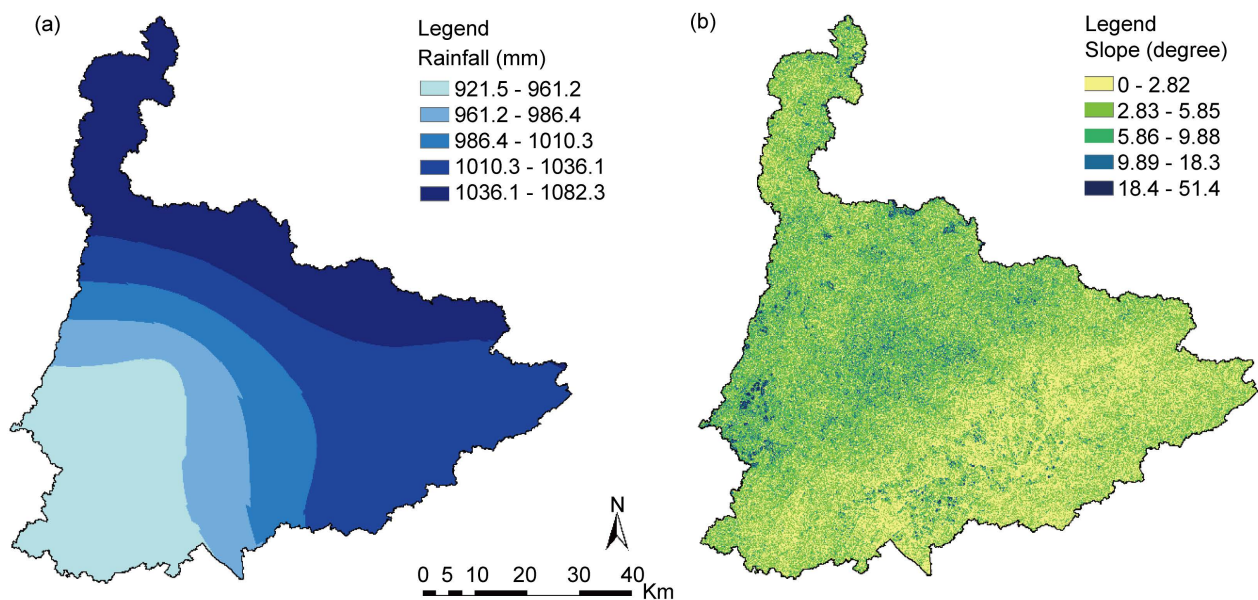 (a)
Legend
Rainfall (mm)
921.5 - 961.2
961.2 - 986.4
986.4 - 1010.3
1010.3 - 1036.1
1036.1 - 1082.3
(b)
Legend
Slope (degree)
0 - 2.82
2.83 - 5.85
5.86 - 9.88
9.89 - 18.3
18.4 - 51.4
N
0 5 10 20 30 40
Km